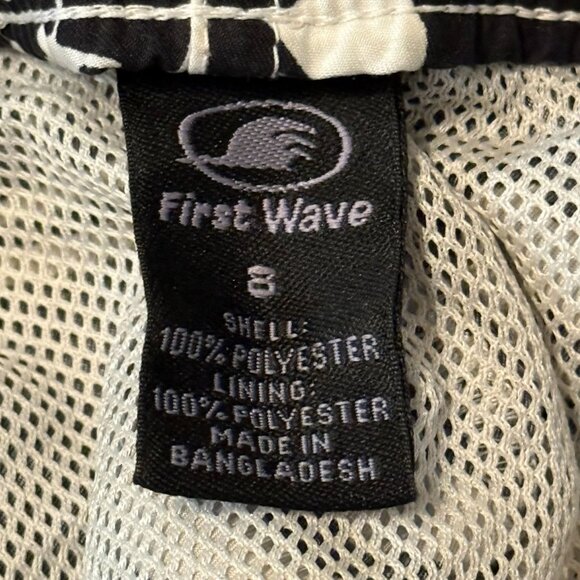 First Wave
8
SHELL:
100% POLYESTER
LINING:
100% POLYESTER
MADE IN
BANGLADESH